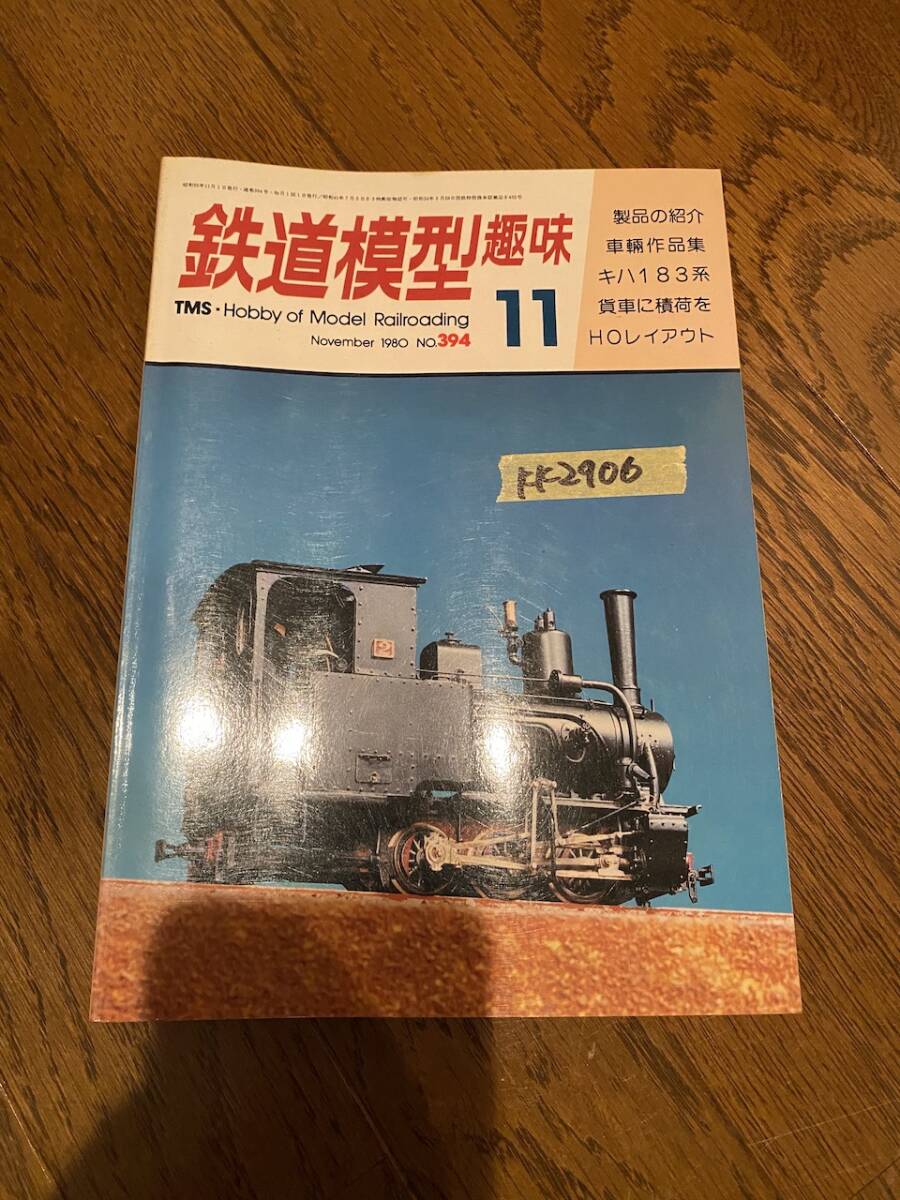 鉄道模型趣味
TMS・Hobby of Model Railroading
November 1980 NO.394
11
製品の紹介
車輛作品集
キハ183系
貨車に積荷を
HOレイアウト
KK2906
2